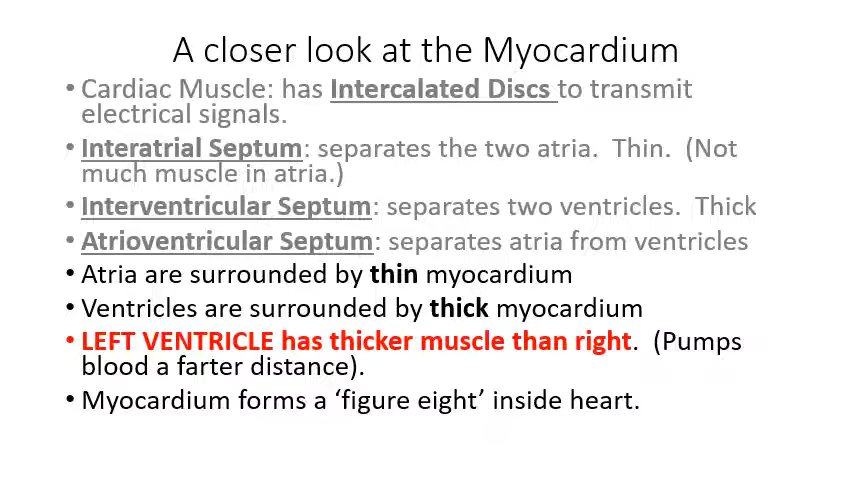 A closer look at the Myocardium
• Cardiac Muscle: has Intercalated Discs to transmit
electrical signals.
• Interatrial Septum: separates the two atria.  Thin.  (Not
much muscle in atria.)
• Interventricular Septum: separates two ventricles.  Thick
• Atrioventricular Septum: separates atria from ventricles
• Atria are surrounded by thin myocardium
• Ventricles are surrounded by thick myocardium
• LEFT VENTRICLE has thicker muscle than right.  (Pumps
blood a farter distance).
• Myocardium forms a ‘figure eight’ inside heart.